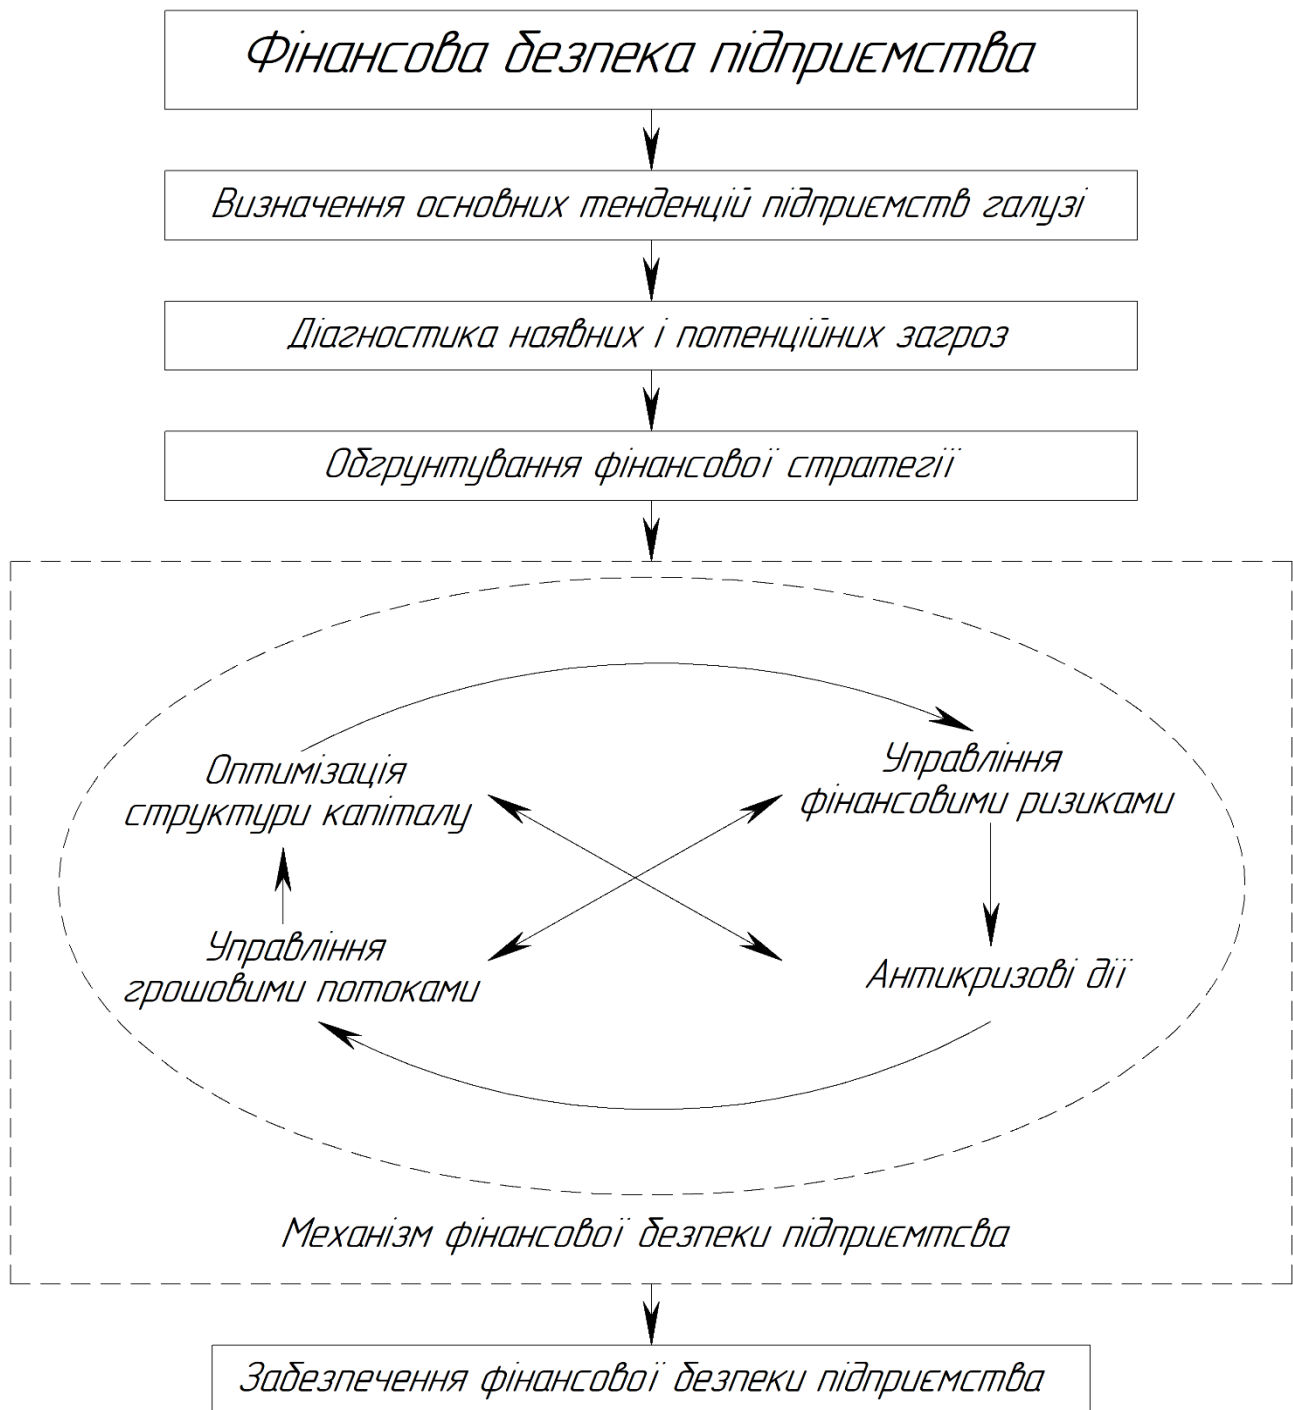 Фінансова безпека підприємства
Визначення основних тенденцій підприємств галузі
Діагностика наявних і потенційних загроз
Обгрунтування фінансової стратегії
Оптимізація
структури капіталу
Управління
фінансовими ризиками
Управління
грошовими потоками
Антикризові дії
Механізм фінансової безпеки підприємтсва
Забезпечення фінансової безпеки підприємства